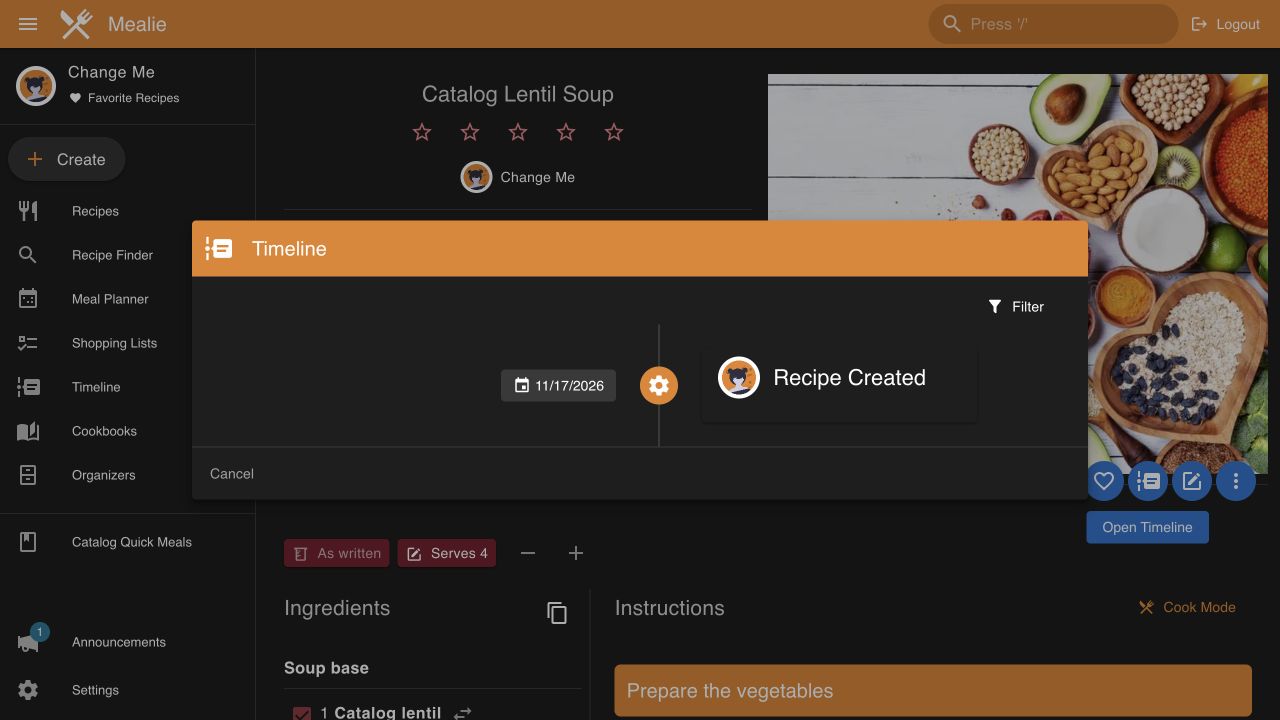 Mealie
Press '/'
Logout
Change Me
Favorite Recipes
Create
Recipes
Recipe Finder
Meal Planner
Shopping Lists
Timeline
Cookbooks
Organizers
Catalog Quick Meals
1
Announcements
Settings
Catalog Lentil Soup
Change Me
Timeline
Filter
11/17/2026
Recipe Created
Cancel
Open Timeline
As written
Serves 4
Ingredients
Soup base
1 Catalog lentil
Instructions
Cook Mode
Prepare the vegetables